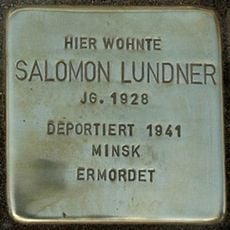 HIER WOHNTE
SALOMON LUNDNER
JG. 1928
DEPORTIERT 1941
MINSK
ERMORDET